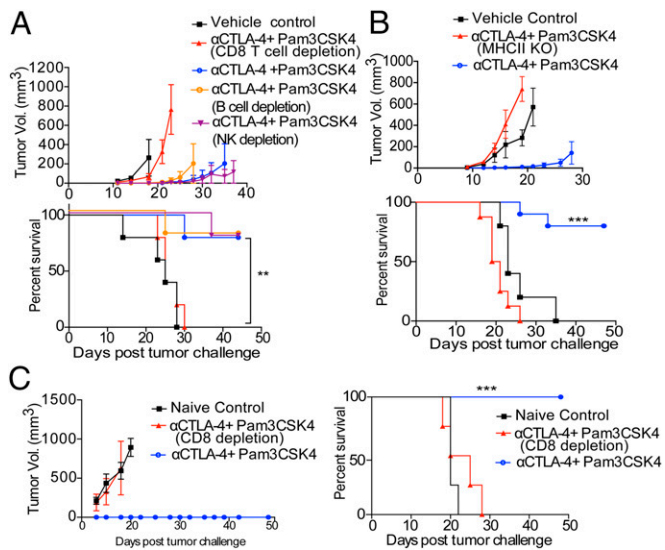 A
Vehicle control
αCTLA-4+ Pam3CSK4
(CD8 T cell depletion)
αCTLA-4 +Pam3CSK4
αCTLA-4+ Pam3CSK4
(B cell depletion)
αCTLA-4+ Pam3CSK4
(NK depletion)
Tumor Vol. (mm3)
1200
1000
800
600
400
200
0
0 10 20 30 40
Percent survival
100
50
0
**
0 10 20 30 40 50
Days post tumor challenge
B
Vehicle Control
αCTLA-4+ Pam3CSK4
(MHCII KO)
αCTLA-4+ Pam3CSK4
Tumor Vol. (mm3)
1000
800
600
400
200
0
0 10 20 30
Percent survival
100
50
0
***
0 10 20 30 40 50
Days post tumor challenge
C
Naive Control
αCTLA-4+ Pam3CSK4
(CD8 depletion)
αCTLA-4+ Pam3CSK4
Tumor Vol. (mm3)
1500
1000
500
0
0 10 20 30 40 50
Days post tumor challenge
***
Naive Control
αCTLA-4+ Pam3CSK4
(CD8 depletion)
αCTLA-4+ Pam3CSK4
Percent survival
100
50
0
0 20 40 60
Days post tumor challenge